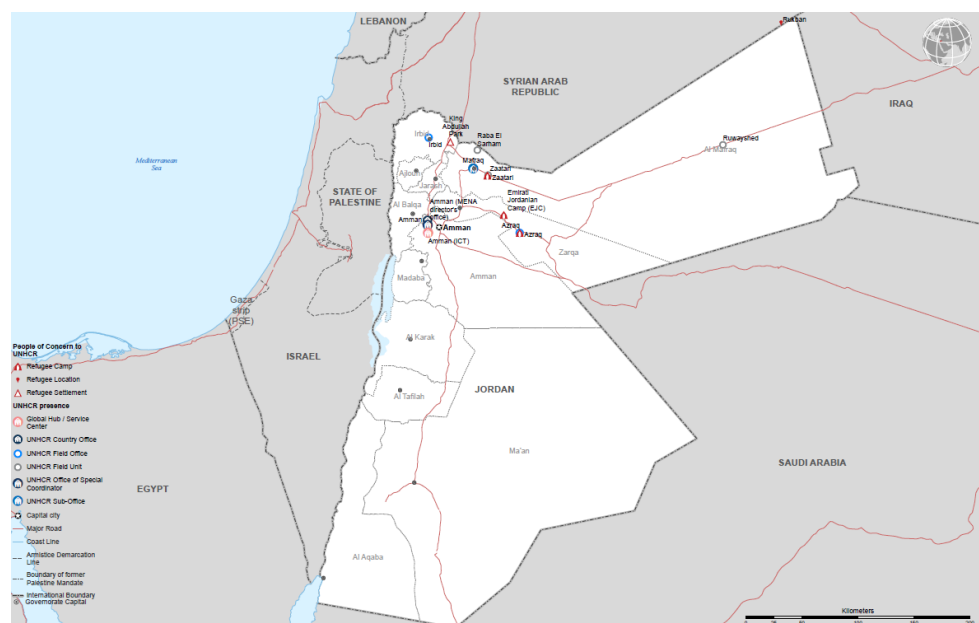 LEBANON
Rukban
SYRIAN ARAB
REPUBLIC
IRAQ
King
Abdullah
Park
Irbid
Irbid
Raba El
Sarham
Ruwayshed
Al Mafraq
Mediterranean
Sea
Mafraq
Zaatari
Zaatari
Ajloun
Jarash
STATE OF
PALESTINE
Al Balqa
Amman (MENA
director's
office)
Amman
Emirati
Jordanian
Camp (EJC)
Amman
Azraq
Azraq
Amman (ICT)
Zarqa
Madaba
Amman
Gaza
strip
(PSE)
Al Karak
ISRAEL
JORDAN
Al Tafilah
Ma'an
SAUDI ARABIA
EGYPT
Al Aqaba
People of Concern to
UNHCR
Refugee Camp
Refugee Location
Refugee Settlement
UNHCR presence
Global Hub / Service
Center
UNHCR Country Office
UNHCR Field Office
UNHCR Field Unit
UNHCR Office of Special
Coordinator
UNHCR Sub-Office
Capital city
Major Road
Coast Line
Armistice Demarcation
Line
Boundary of former
Palestine Mandate
International Boundary
Governorate Capital
Kilometers